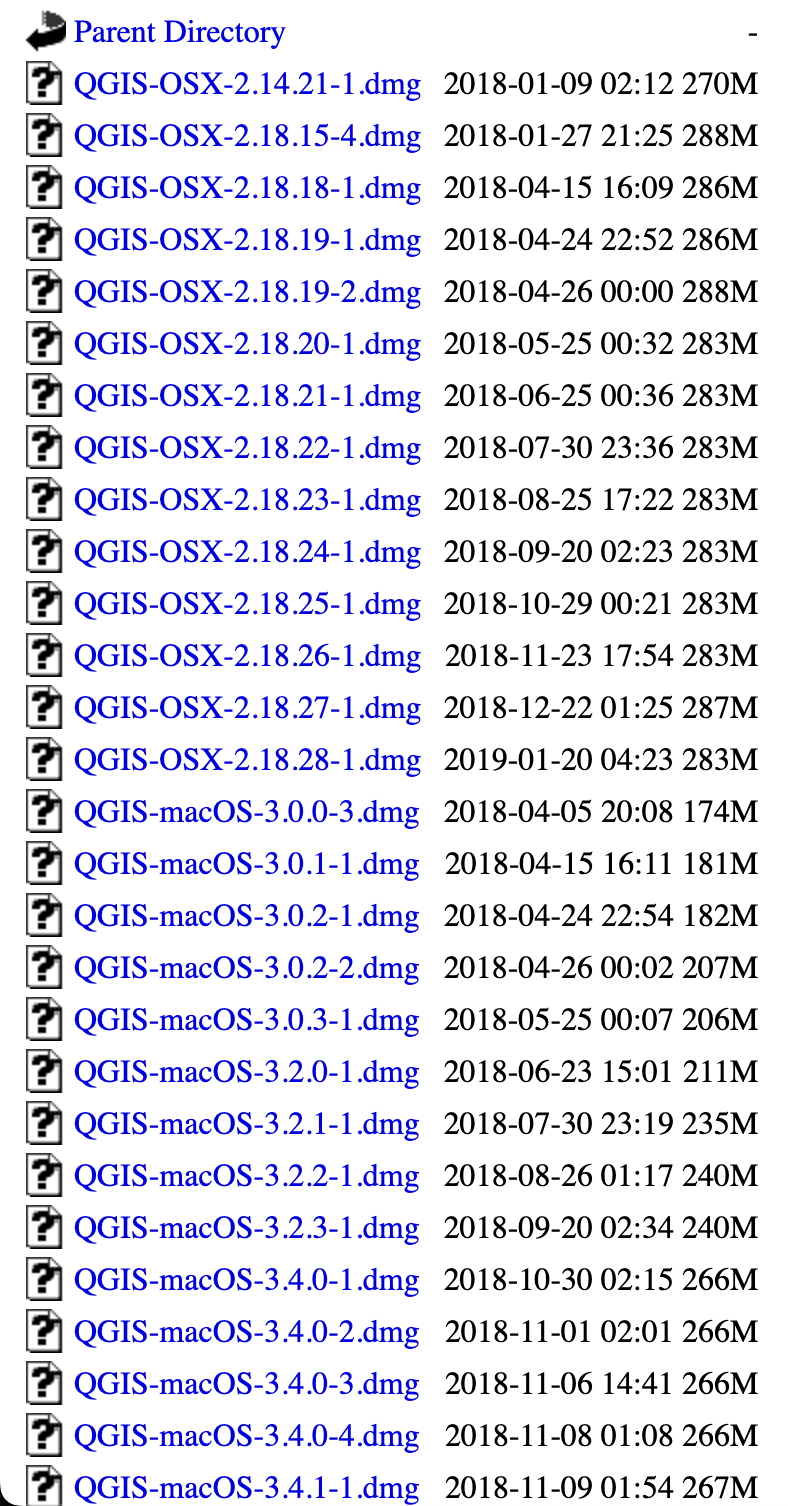 Parent Directory -
QGIS-OSX-2.14.21-1.dmg 2018-01-09 02:12 270M
QGIS-OSX-2.18.15-4.dmg 2018-01-27 21:25 288M
QGIS-OSX-2.18.18-1.dmg 2018-04-15 16:09 286M
QGIS-OSX-2.18.19-1.dmg 2018-04-24 22:52 286M
QGIS-OSX-2.18.19-2.dmg 2018-04-26 00:00 288M
QGIS-OSX-2.18.20-1.dmg 2018-05-25 00:32 283M
QGIS-OSX-2.18.21-1.dmg 2018-06-25 00:36 283M
QGIS-OSX-2.18.22-1.dmg 2018-07-30 23:36 283M
QGIS-OSX-2.18.23-1.dmg 2018-08-25 17:22 283M
QGIS-OSX-2.18.24-1.dmg 2018-09-20 02:23 283M
QGIS-OSX-2.18.25-1.dmg 2018-10-29 00:21 283M
QGIS-OSX-2.18.26-1.dmg 2018-11-23 17:54 283M
QGIS-OSX-2.18.27-1.dmg 2018-12-22 01:25 287M
QGIS-OSX-2.18.28-1.dmg 2019-01-20 04:23 283M
QGIS-macOS-3.0.0-3.dmg 2018-04-05 20:08 174M
QGIS-macOS-3.0.1-1.dmg 2018-04-15 16:11 181M
QGIS-macOS-3.0.2-1.dmg 2018-04-24 22:54 182M
QGIS-macOS-3.0.2-2.dmg 2018-04-26 00:02 207M
QGIS-macOS-3.0.3-1.dmg 2018-05-25 00:07 206M
QGIS-macOS-3.2.0-1.dmg 2018-06-23 15:01 211M
QGIS-macOS-3.2.1-1.dmg 2018-07-30 23:19 235M
QGIS-macOS-3.2.2-1.dmg 2018-08-26 01:17 240M
QGIS-macOS-3.2.3-1.dmg 2018-09-20 02:34 240M
QGIS-macOS-3.4.0-1.dmg 2018-10-30 02:15 266M
QGIS-macOS-3.4.0-2.dmg 2018-11-01 02:01 266M
QGIS-macOS-3.4.0-3.dmg 2018-11-06 14:41 266M
QGIS-macOS-3.4.0-4.dmg 2018-11-08 01:08 266M
QGIS-macOS-3.4.1-1.dmg 2018-11-09 01:54 267M